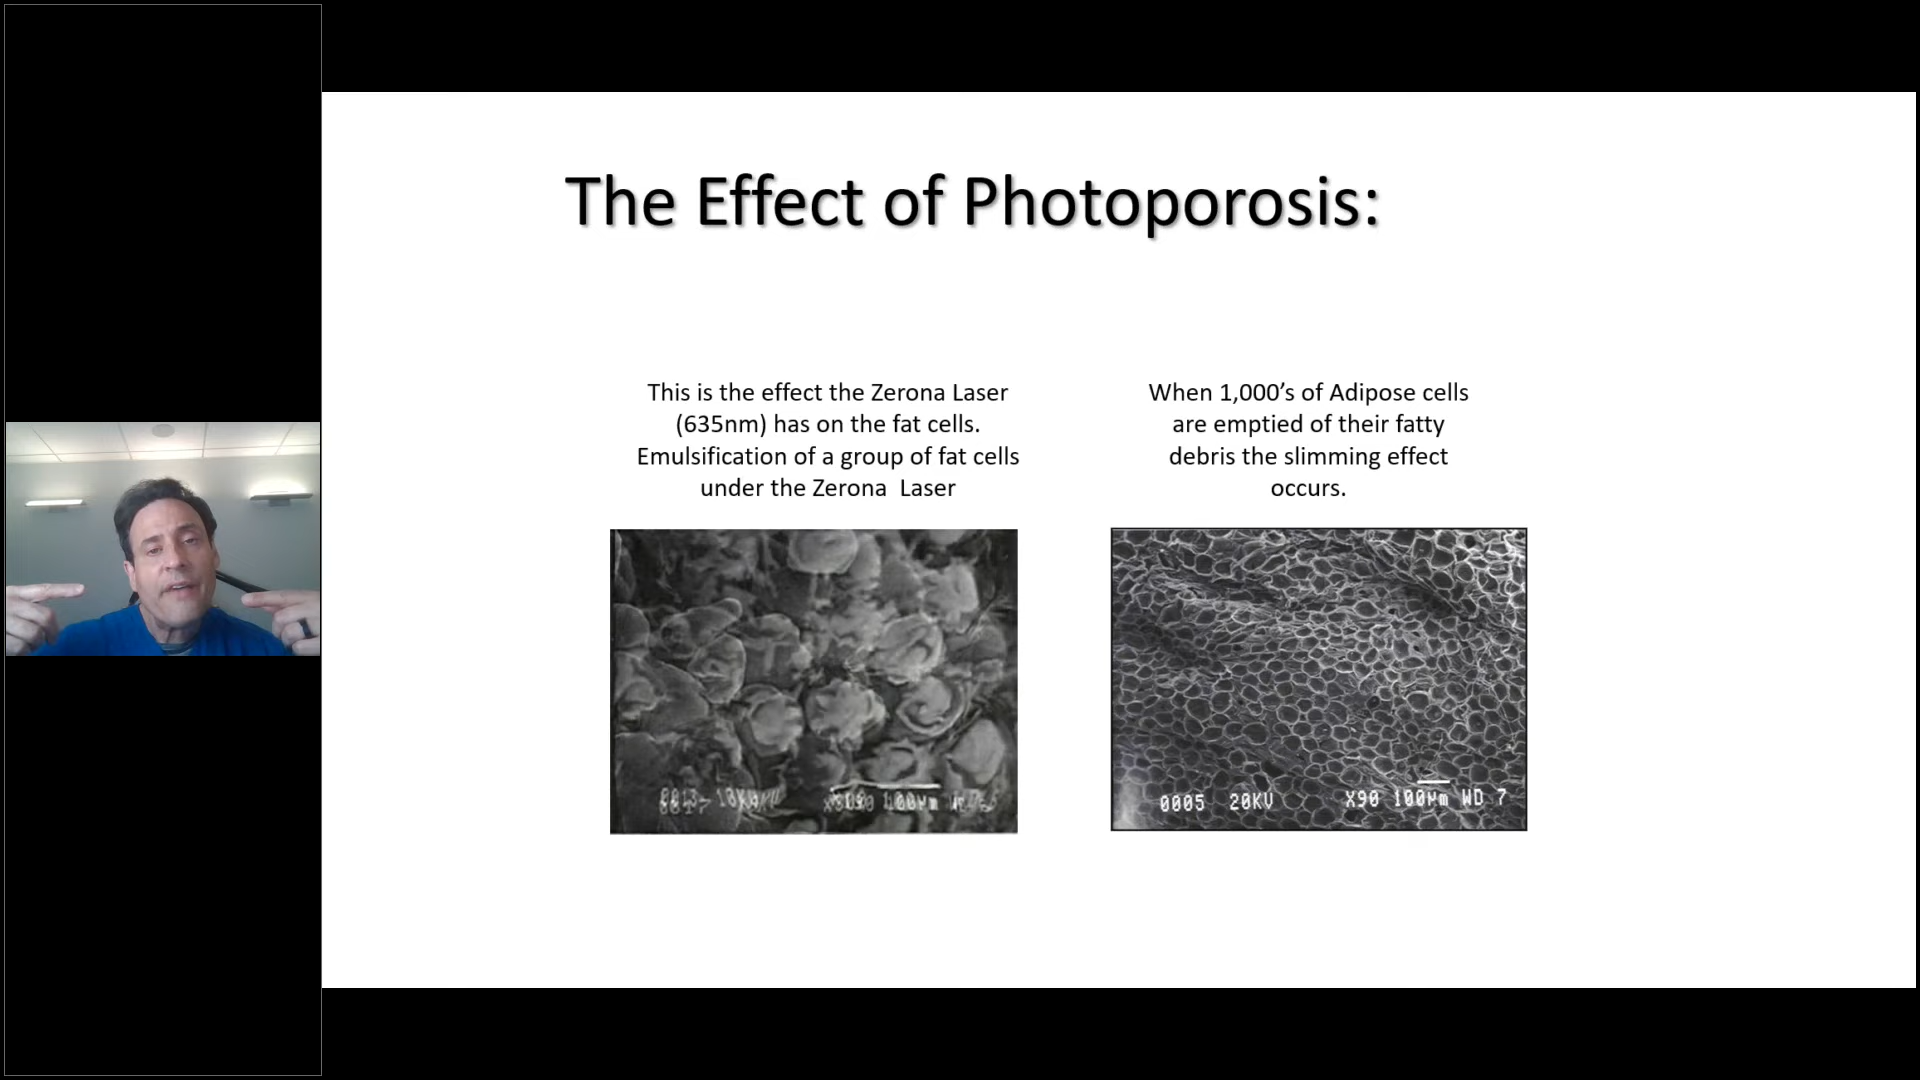 The Effect of Photoporosis:
This is the effect the Zerona Laser
(635nm) has on the fat cells.
Emulsification of a group of fat cells
under the Zerona  Laser
When 1,000’s of Adipose cells
are emptied of their fatty
debris the slimming effect
occurs.
100µm
0005 20KV X90 100µm WD 7